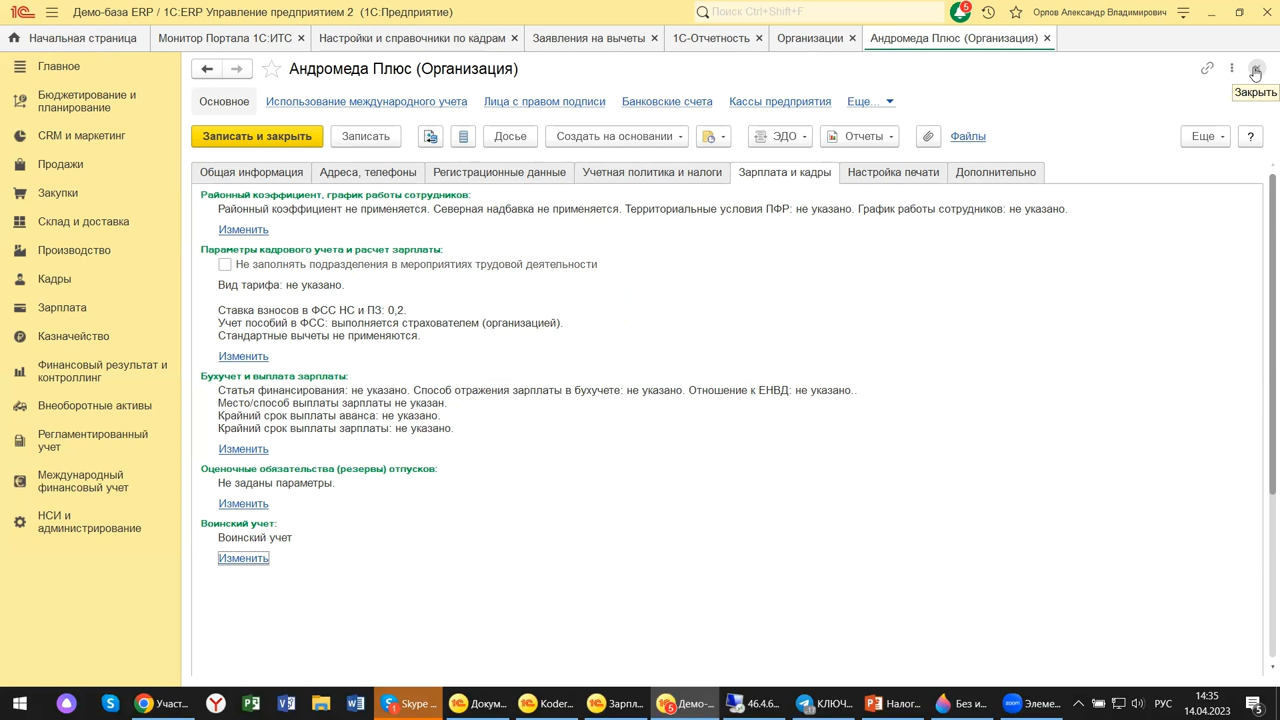 Демо-база ERP / 1С:ERP Управление предприятием 2 (1С:Предприятие)
Поиск Ctrl+Shift+F
5
Орлов Александр Владимирович
Начальная страница
Монитор Портала 1С:ИТС ×
Настройки и справочники по кадрам ×
Заявления на вычеты ×
1С-Отчетность ×
Организации ×
Андромеда Плюс (Организация) ×
Главное
Бюджетирование и
планирование
CRM и маркетинг
Продажи
Закупки
Склад и доставка
Производство
Кадры
Зарплата
Казначейство
Финансовый результат и
контроллинг
Внеоборотные активы
Регламентированный
учет
Международный
финансовый учет
НСИ и
администрирование
Андромеда Плюс (Организация)
Закрыть
Основное
Использование международного учета
Лица с правом подписи
Банковские счета
Кассы предприятия
Еще...
Записать и закрыть
Записать
Досье
Создать на основании
ЭДО
Отчеты
Файлы
Еще
?
Общая информация
Адреса, телефоны
Регистрационные данные
Учетная политика и налоги
Зарплата и кадры
Настройка печати
Дополнительно
Районный коэффициент, график работы сотрудников:
Районный коэффициент не применяется. Северная надбавка не применяется. Территориальные условия ПФР: не указано. График работы сотрудников: не указано.
Изменить
Параметры кадрового учета и расчет зарплаты:
Не заполнять подразделения в мероприятиях трудовой деятельности
Вид тарифа: не указано.
Ставка взносов в ФСС НС и ПЗ: 0,2.
Учет пособий в ФСС: выполняется страхователем (организацией).
Стандартные вычеты не применяются.
Изменить
Бухучет и выплата зарплаты:
Статья финансирования: не указано. Способ отражения зарплаты в бухучете: не указано. Отношение к ЕНВД: не указано..
Место/способ выплаты зарплаты не указан.
Крайний срок выплаты аванса: не указано.
Крайний срок выплаты зарплаты: не указано.
Изменить
Оценочные обязательства (резервы) отпусков:
Не заданы параметры.
Изменить
Воинский учет:
Воинский учет
Изменить
Участ...
Skype ...
Докум...
Koder...
Зарпл...
5
Демо-...
46.4.6...
КЛЮЧ...
Налог...
Без и...
zoom
Элеме...
РУС
14:35
14.04.2023
5